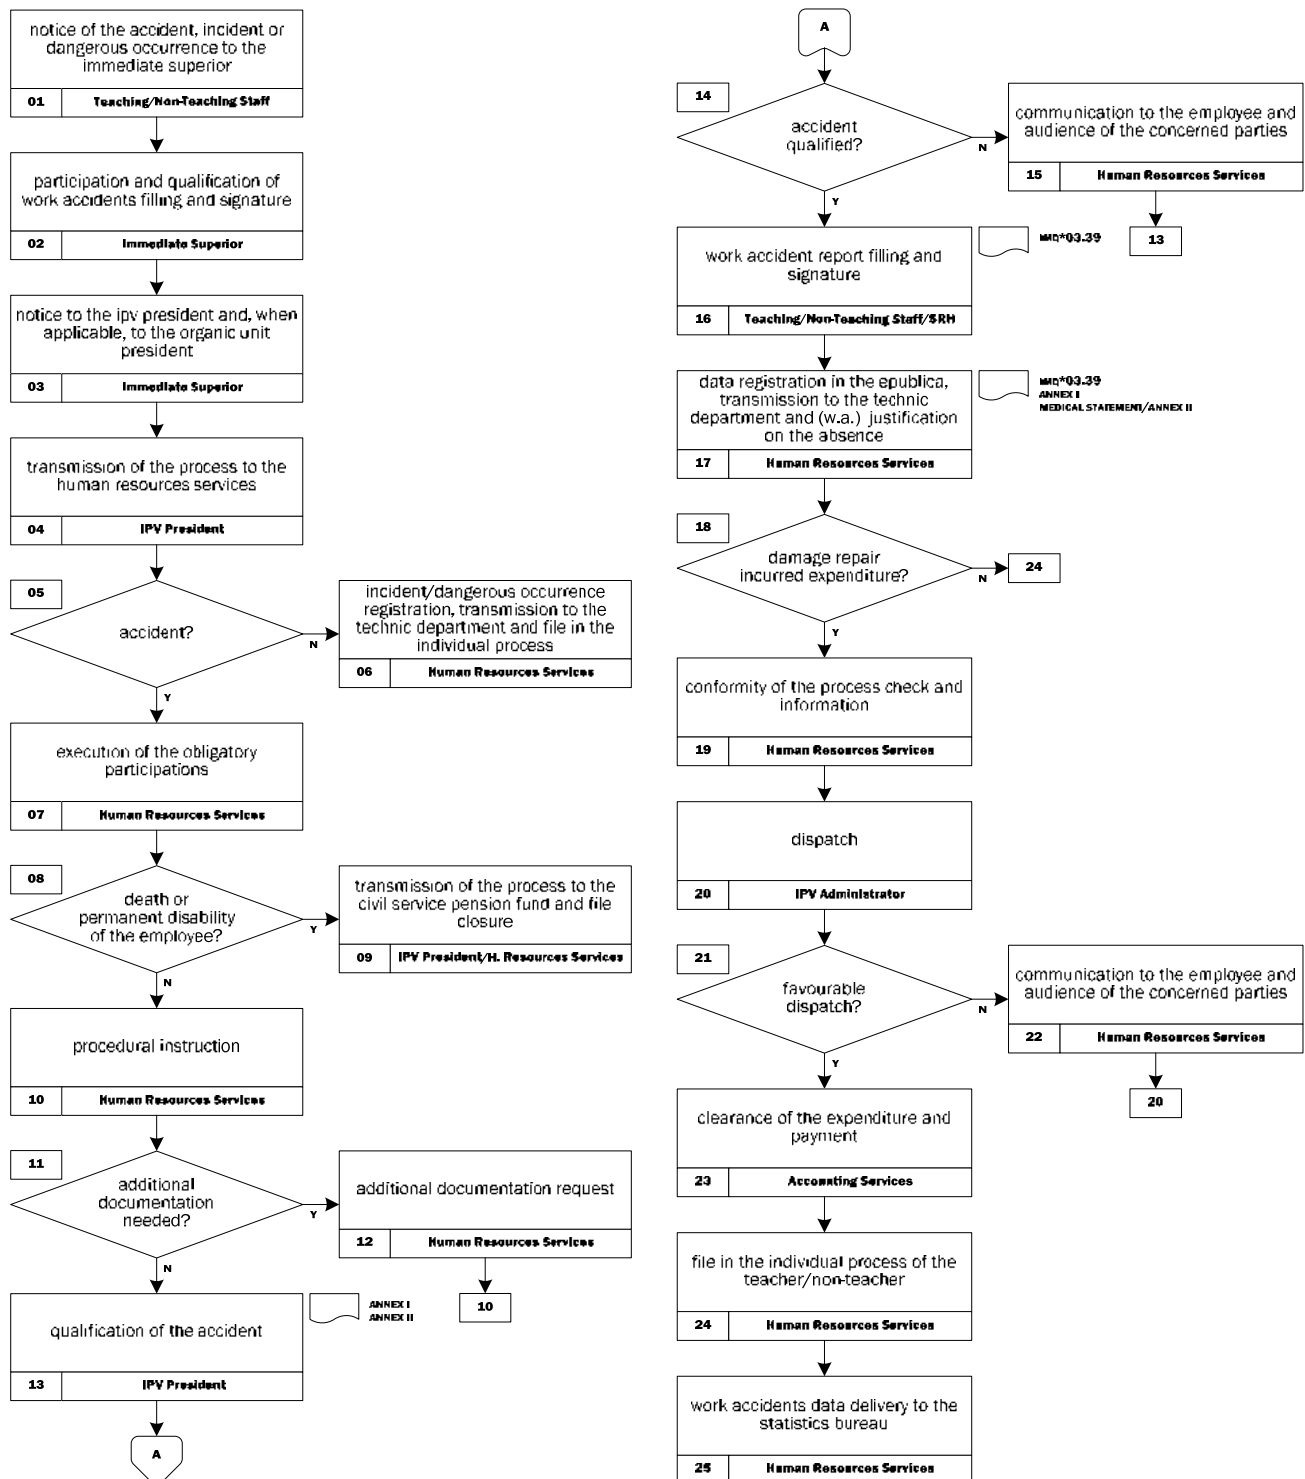 notice of the accident, incident or
dangerous occurrence to the
immediate superior
01 Teaching/Non-Teaching Staff
participation and qualification of
work accidents filling and signature
02 Immediate Superior
notice to the ipv president and, when
applicable, to the organic unit
president
03 Immediate Superior
transmission of the process to the
human resources services
04 IPV President
05
accident?
N
Y
incident/dangerous occurrence
registration, transmission to the
technic department and file in the
individual process
06 Human Resources Services
execution of the obligatory
participations
07 Human Resources Services
08
death or
permanent disability
of the employee?
Y
N
transmission of the process to the
civil service pension fund and file
closure
09 IPV President/H. Resources Services
procedural instruction
10 Human Resources Services
11
additional
documentation
needed?
Y
N
additional documentation request
12 Human Resources Services
10
qualification of the accident
13 IPV President
ANNEX I
ANNEX II
A
A
14
accident
qualified?
N
Y
communication to the employee and
audience of the concerned parties
15 Human Resources Services
13
work accident report filling and
signature
16 Teaching/Non-Teaching Staff/SRH
IMQ*03.39
data registration in the epublica,
transmission to the technic
department and (w.a.) justification
on the absence
17 Human Resources Services
IMQ*03.39
ANNEX I
MEDICAL STATEMENT/ANNEX II
18
damage repair
incurred expenditure?
N
Y
24
conformity of the process check and
information
19 Human Resources Services
dispatch
20 IPV Administrator
21
favourable
dispatch?
N
Y
communication to the employee and
audience of the concerned parties
22 Human Resources Services
20
clearance of the expenditure and
payment
23 Accounting Services
file in the individual process of the
teacher/non-teacher
24 Human Resources Services
work accidents data delivery to the
statistics bureau
25 Human Resources Services